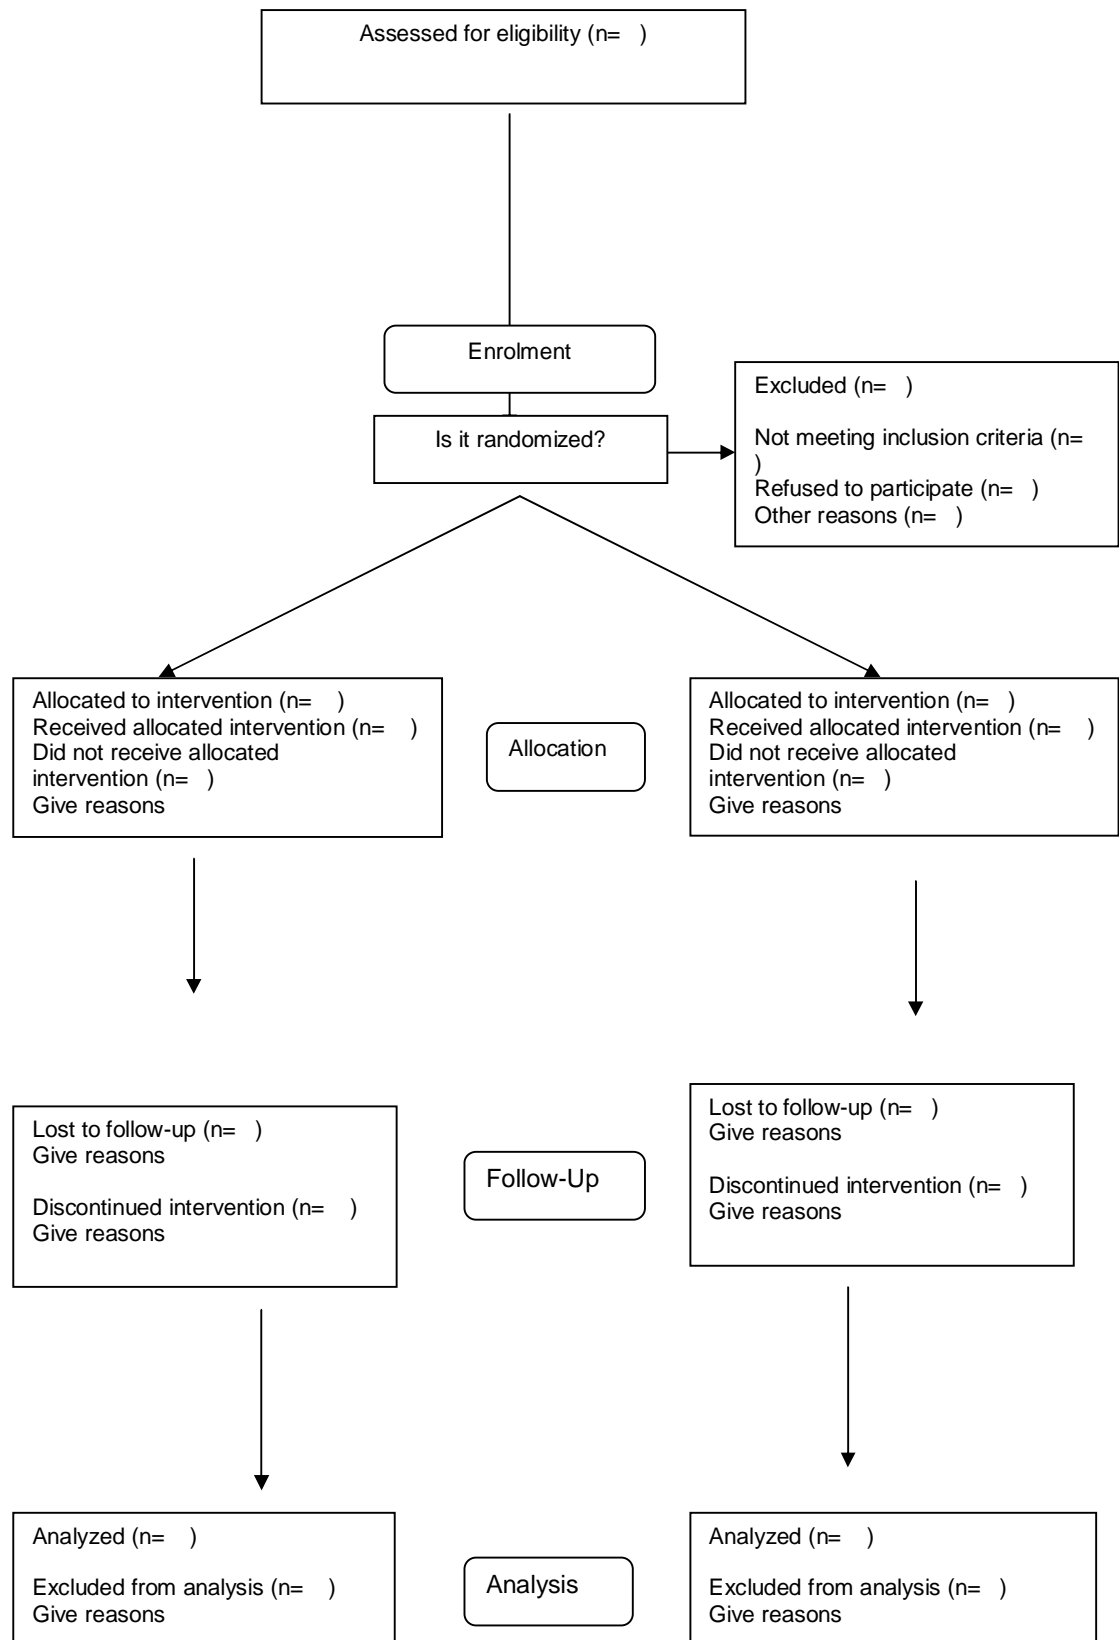 Assessed for eligibility (n=   )
Enrolment
Is it randomized?
Excluded (n=   )
Not meeting inclusion criteria (n=
)
Refused to participate (n=   )
Other reasons (n=   )
Allocated to intervention (n=   )
Received allocated intervention (n=   )
Did not receive allocated
intervention (n=   )
Give reasons
Allocation
Allocated to intervention (n=   )
Received allocated intervention (n=   )
Did not receive allocated
intervention (n=   )
Give reasons
Lost to follow-up (n=   )
Give reasons
Discontinued intervention (n=   )
Give reasons
Follow-Up
Lost to follow-up (n=   )
Give reasons
Discontinued intervention (n=   )
Give reasons
Analyzed (n=   )
Excluded from analysis (n=   )
Give reasons
Analysis
Analyzed (n=   )
Excluded from analysis (n=   )
Give reasons